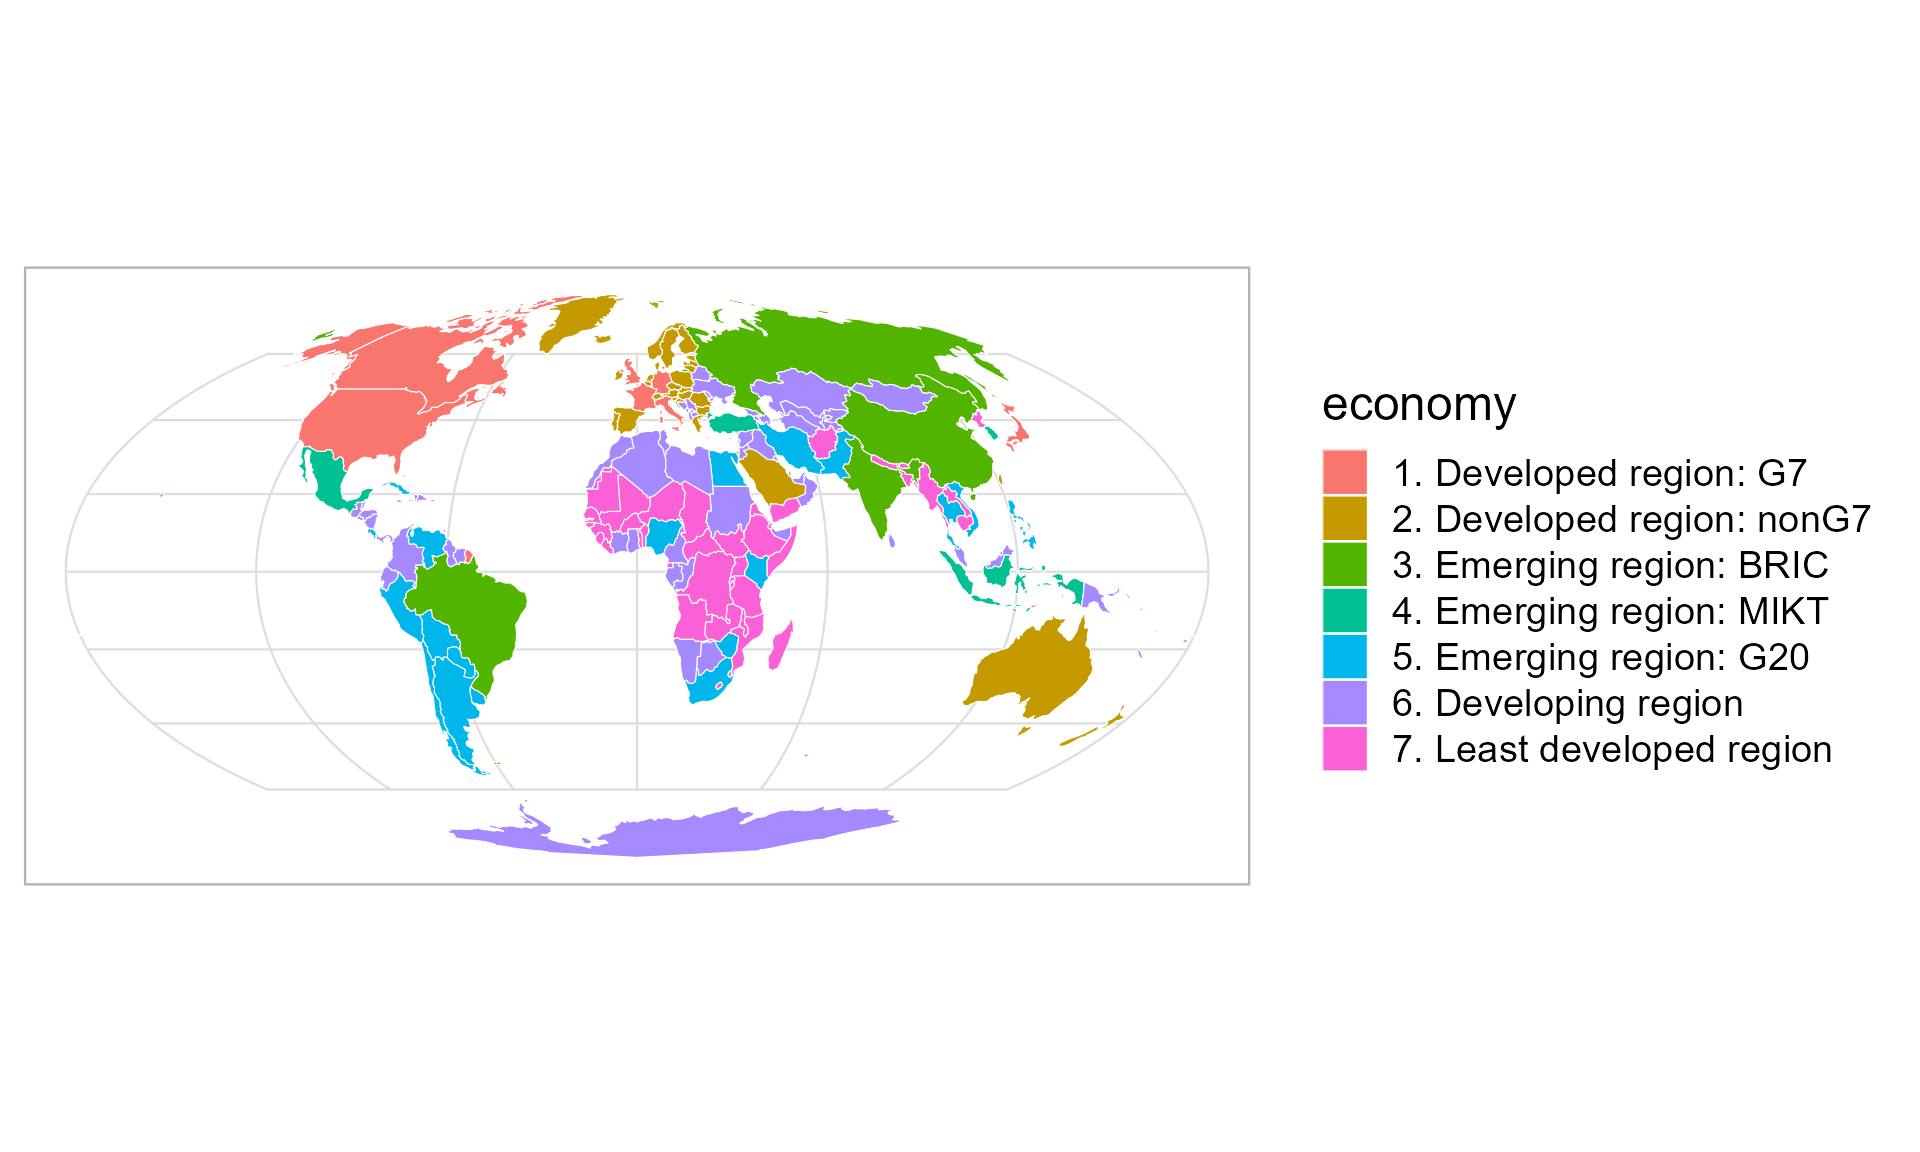 economy
1. Developed region: G7
2. Developed region: nonG7
3. Emerging region: BRIC
4. Emerging region: MIKT
5. Emerging region: G20
6. Developing region
7. Least developed region